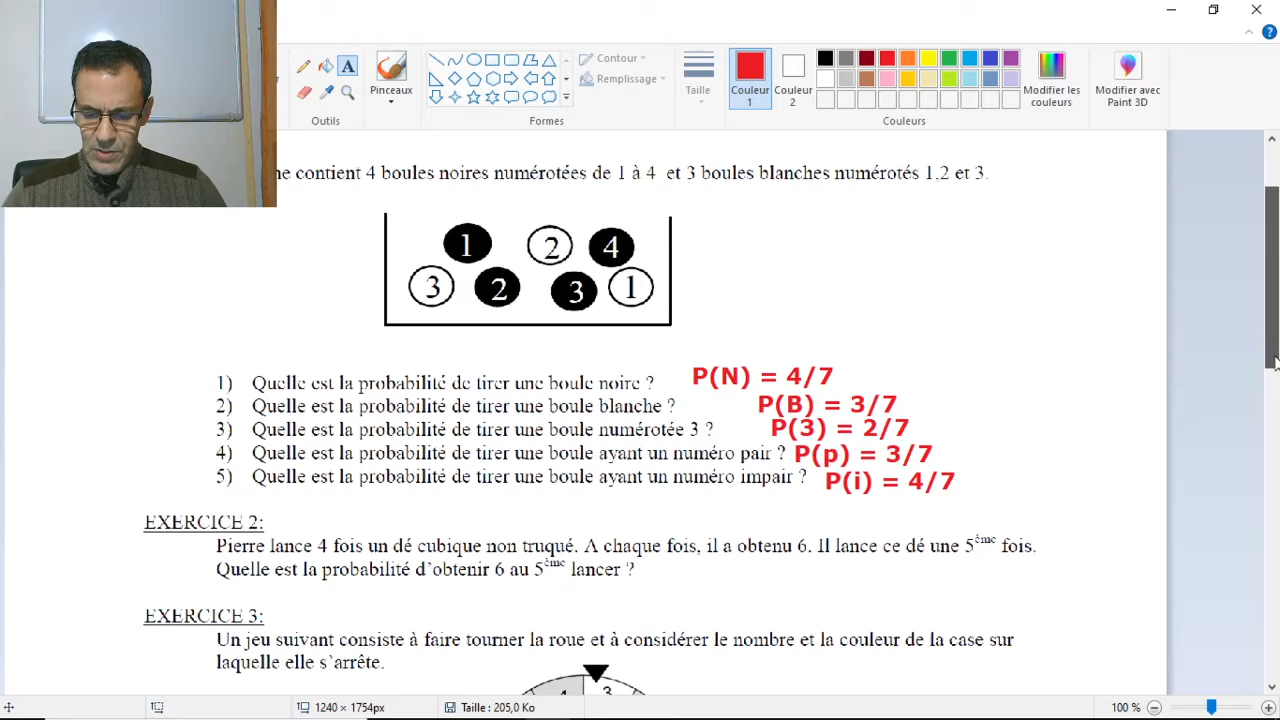 A
Pinceaux
Outils
Contour
Remplissage
Formes
Taille
Couleur 1
Couleur 2
Modifier les couleurs
Couleurs
Modifier avec Paint 3D
contient 4 boules noires numérotées de 1 à 4 et 3 boules blanches numérotés 1,2 et 3.
1 2 4
3 2 3 1
1) Quelle est la probabilité de tirer une boule noire ? P(N) = 4/7
2) Quelle est la probabilité de tirer une boule blanche ? P(B) = 3/7
3) Quelle est la probabilité de tirer une boule numérotée 3 ? P(3) = 2/7
4) Quelle est la probabilité de tirer une boule ayant un numéro pair ? P(p) = 3/7
5) Quelle est la probabilité de tirer une boule ayant un numéro impair ? P(i) = 4/7
EXERCICE 2:
Pierre lance 4 fois un dé cubique non truqué. A chaque fois, il a obtenu 6. Il lance ce dé une 5ème fois.
Quelle est la probabilité d'obtenir 6 au 5ème lancer ?
EXERCICE 3:
Un jeu suivant consiste à faire tourner la roue et à considérer le nombre et la couleur de la case sur
laquelle elle s'arrête.
3
1240 × 1754px
Taille : 205,0 Ko
100 %